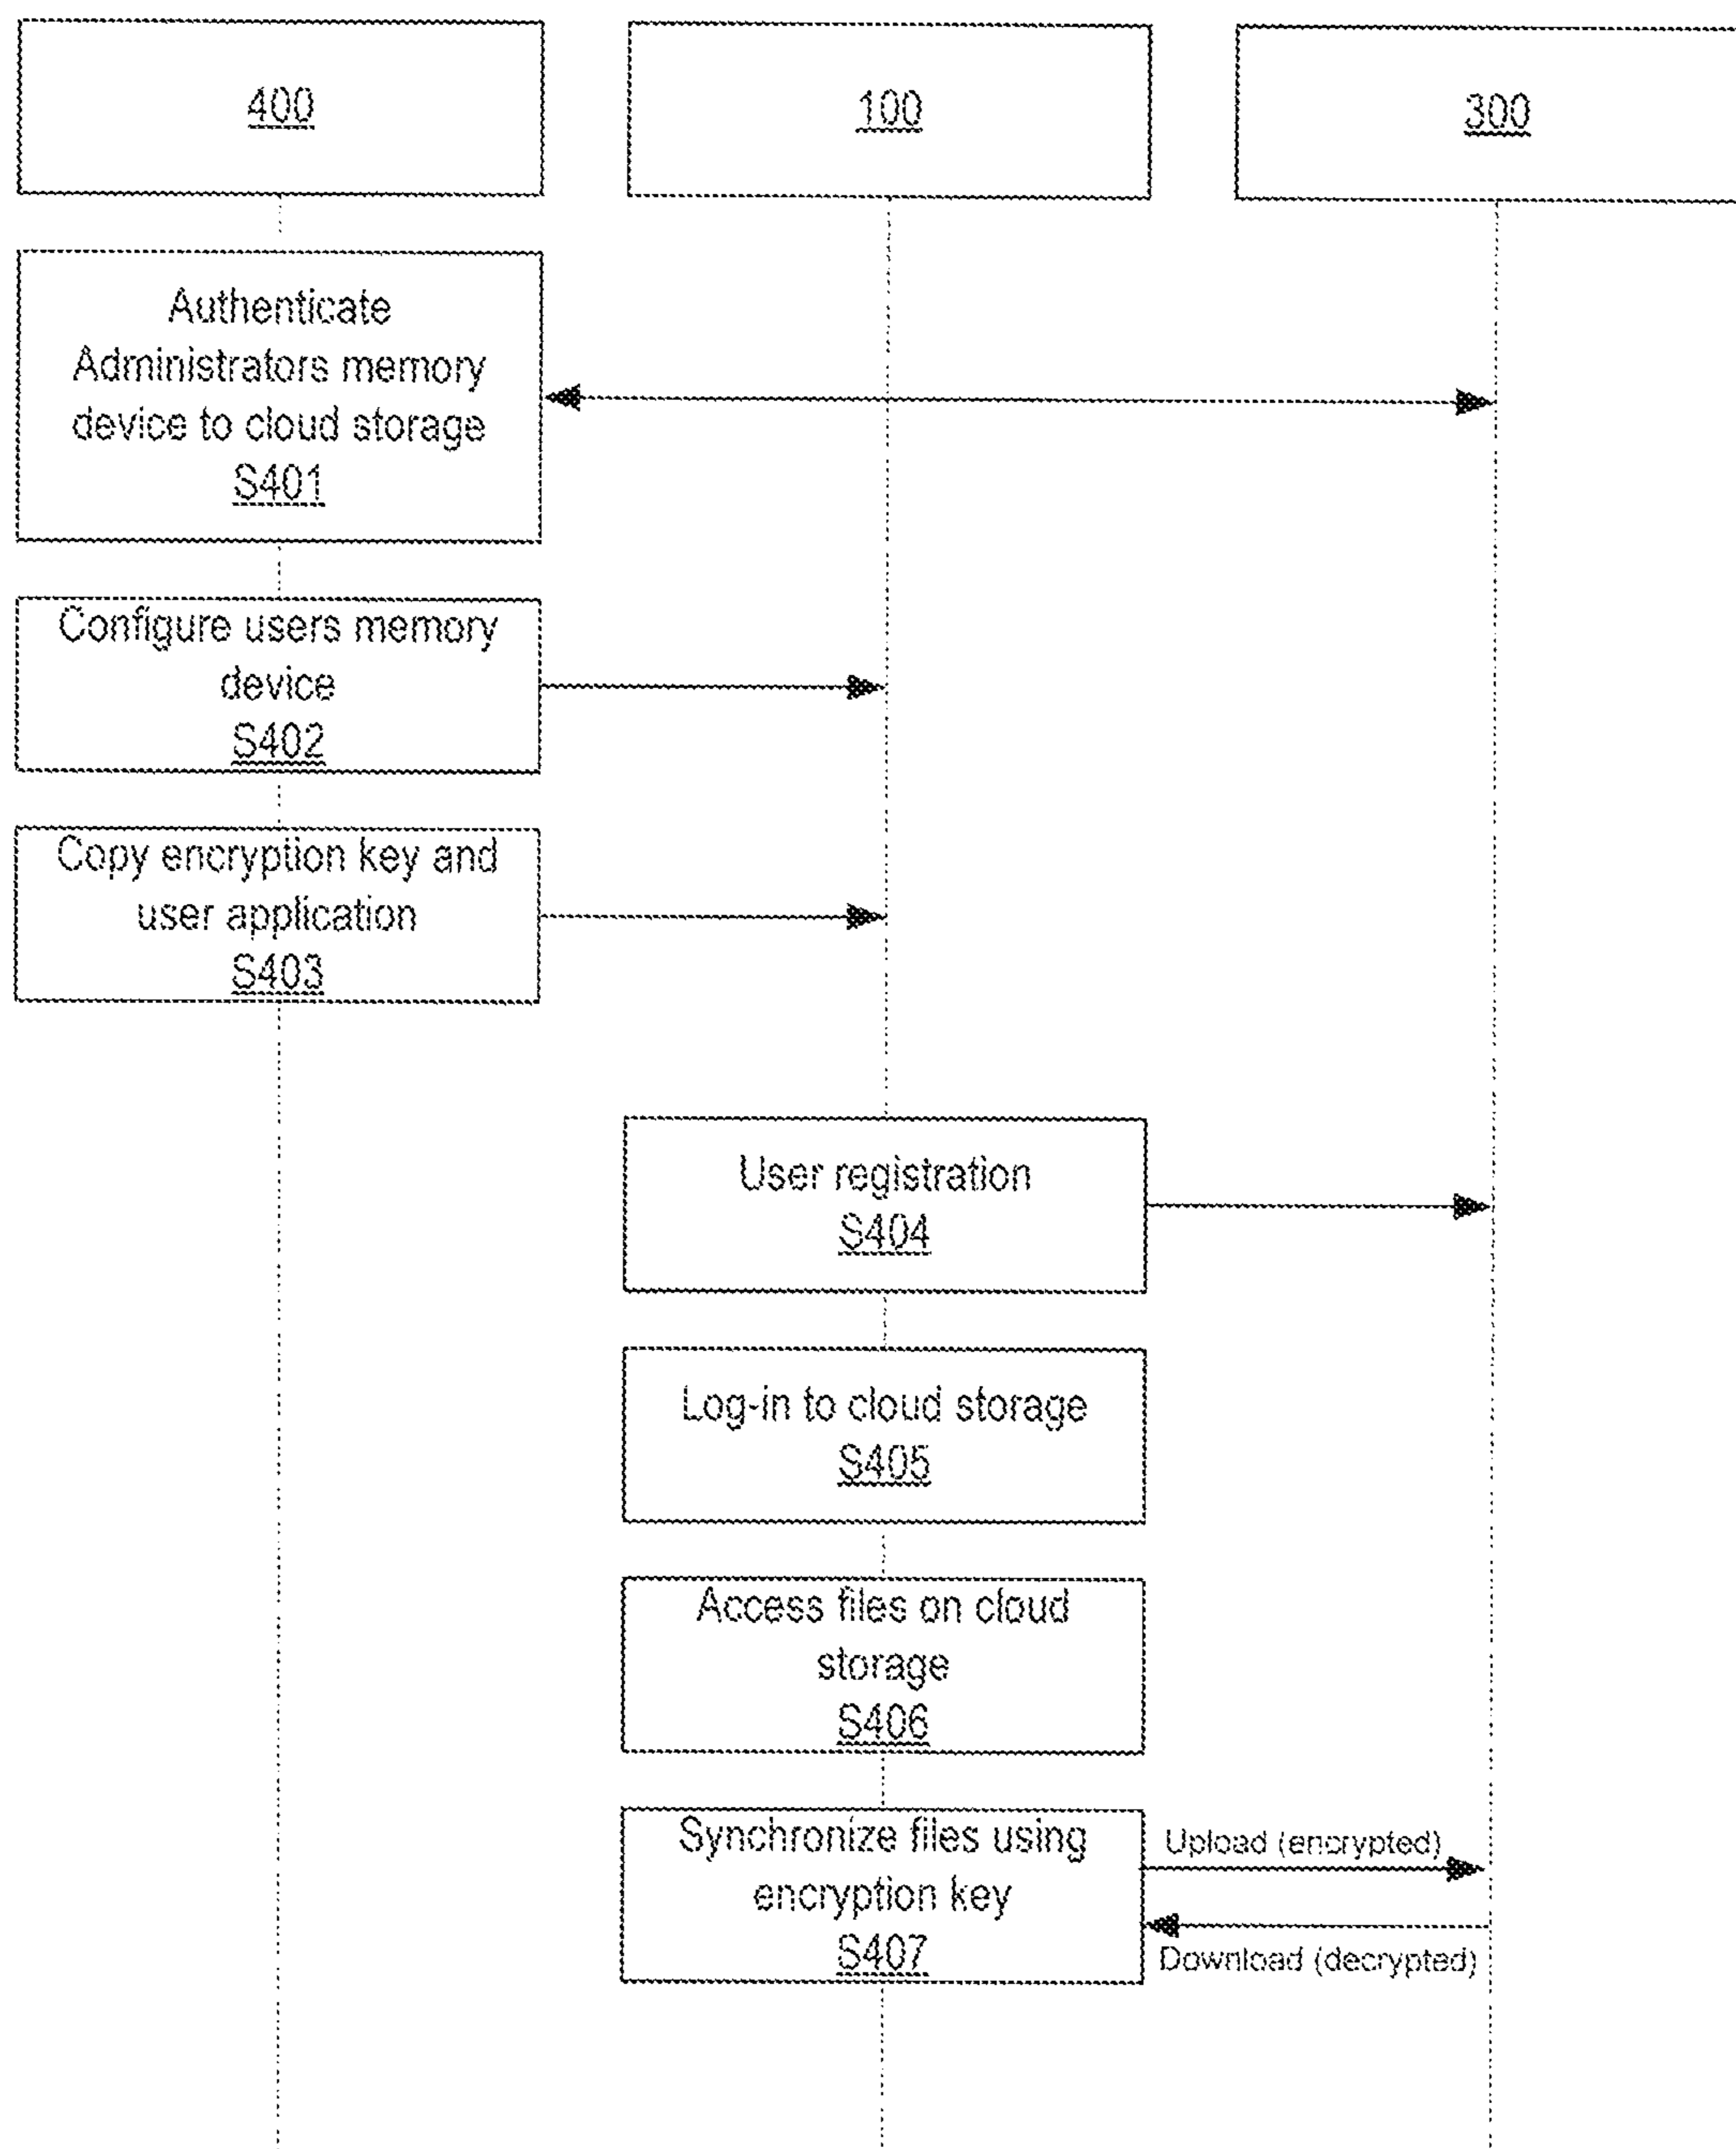 400
100
300
Authenticate
Administrators memory
device to cloud storage
S401
Configure users memory
device
S402
Copy encryption key and
user application
S403
User registration
S404
Log-in to cloud storage
S405
Access files on cloud
storage
S406
Synchronize files using
encryption key
S407
Upload (encrypted)
Download (decrypted)